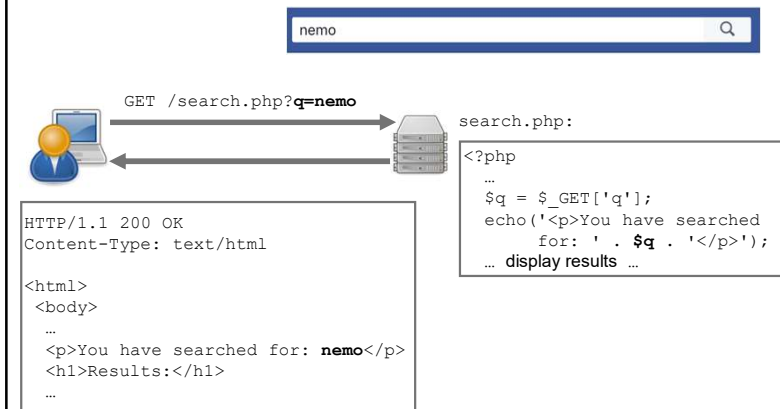 nemo
GET /search.php?q=nemo
search.php:
<?php
…
$q = $_GET['q'];
echo('<p>You have searched
for: ' . $q . '</p>');
… display results …
HTTP/1.1 200 OK
Content-Type: text/html
<html>
<body>
…
<p>You have searched for: nemo</p>
<h1>Results:</h1>
…